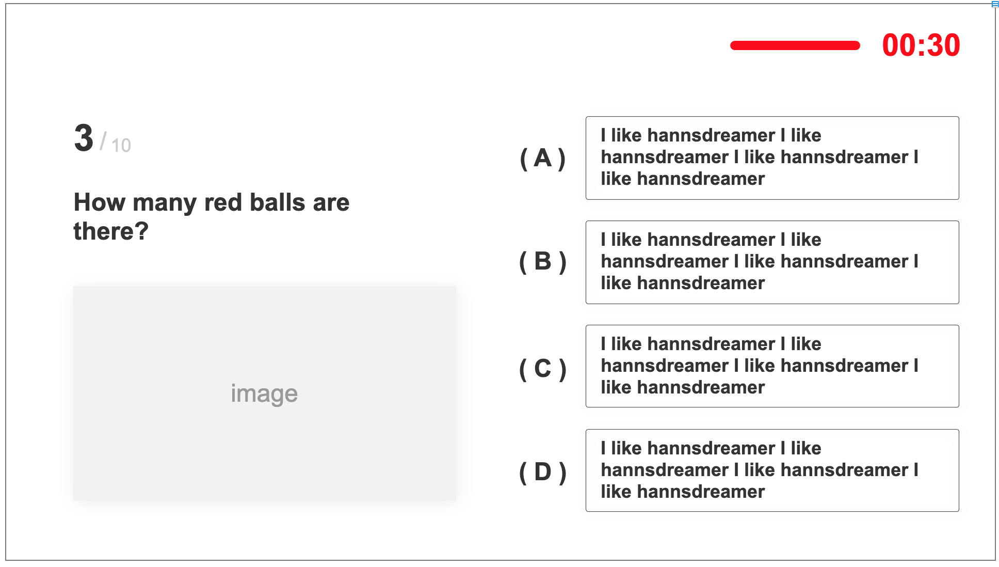 00:30
3 / 10
How many red balls are
there?
image
( A )
I like hannsdreamer I like
hannsdreamer I like hannsdreamer I
like hannsdreamer
( B )
I like hannsdreamer I like
hannsdreamer I like hannsdreamer I
like hannsdreamer
( C )
I like hannsdreamer I like
hannsdreamer I like hannsdreamer I
like hannsdreamer
( D )
I like hannsdreamer I like
hannsdreamer I like hannsdreamer I
like hannsdreamer